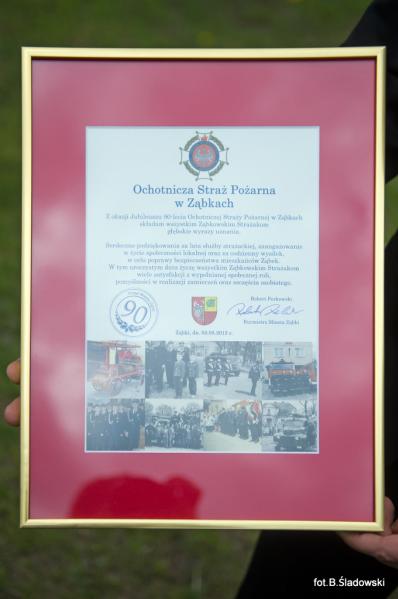 Ochotnicza Straż Pożarna
w Ząbkach
Z okazji Jubileuszu 90-lecia Ochotniczej Straży Pożarnej w Ząbkach
składam wszystkim Ząbkowskim Strażakom
głębokie wyrazy uznania.
Serdeczne podziękowania za lata służby strażackiej, zaangażowanie
w życie społeczności lokalnej oraz za codzienny wysiłek,
w celu poprawy bezpieczeństwa mieszkańców Ząbek.
W tym uroczystym dniu życzę wszystkim Ząbkowskim Strażakom
wiele satysfakcji z wypełnianej społecznej roli,
pomyślności w realizacji zamierzeń oraz szczęścia osobistego.
90
Robert Perkowski
Burmistrz Miasta Ząbki
Ząbki, dn. 2012 r.
fot.B.Śladowski